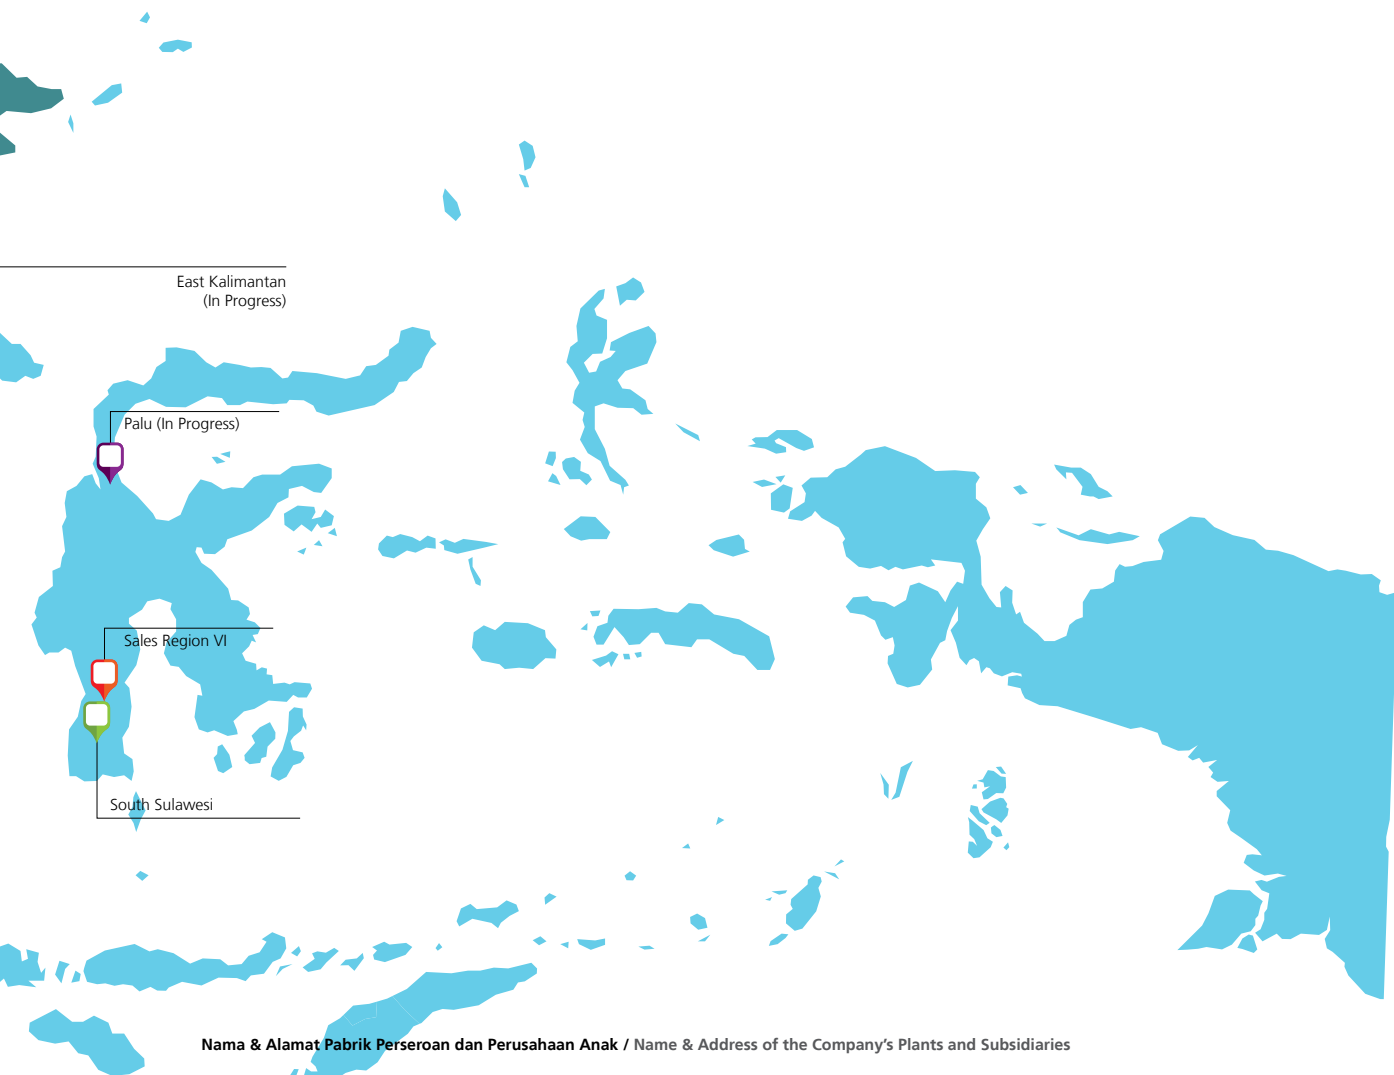 East Kalimantan
(In Progress)
Palu (In Progress)
Sales Region VI
South Sulawesi
Nama & Alamat Pabrik Perseroan dan Perusahaan Anak / Name & Address of the Company’s Plants and Subsidiaries